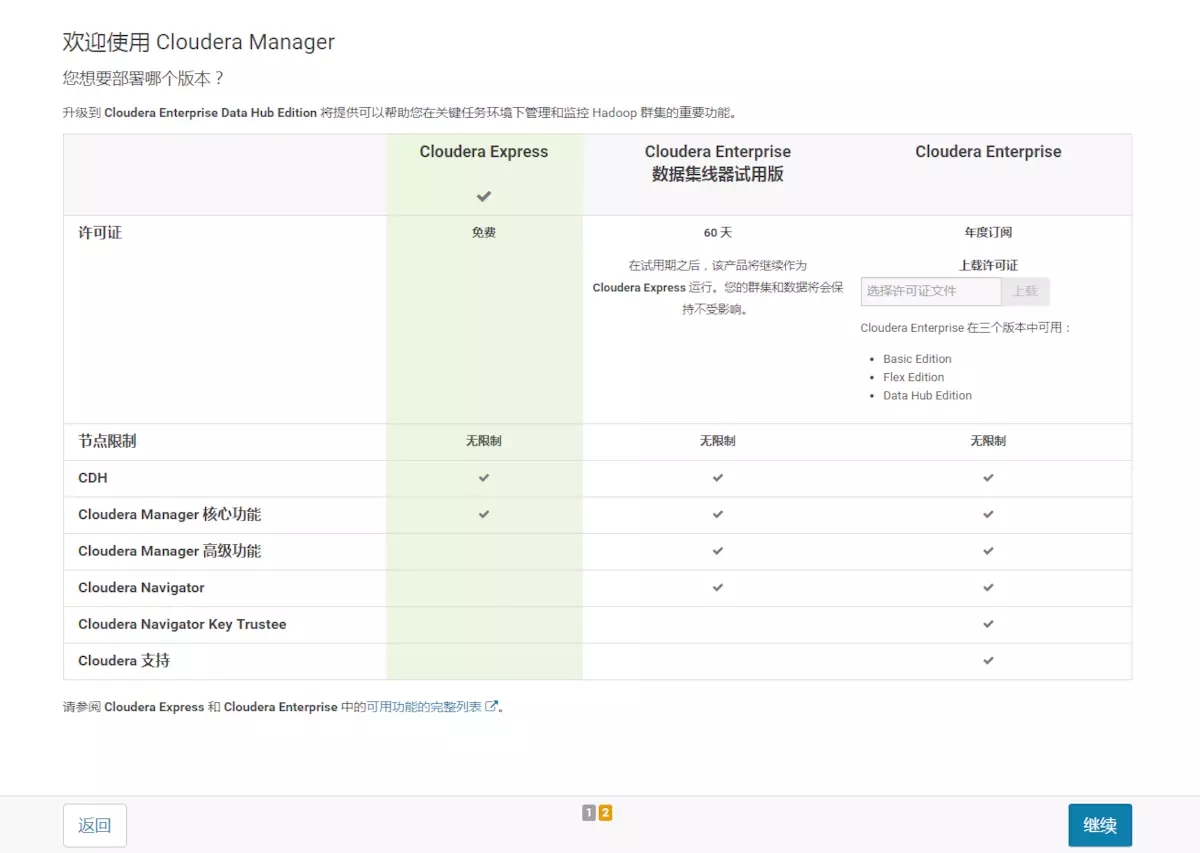 欢迎使用 Cloudera Manager
您想要部署哪个版本？
升级到 Cloudera Enterprise Data Hub Edition 将提供可以帮助您在关键任务环境下管理和监控 Hadoop 群集的重要功能。
Cloudera Express
Cloudera Enterprise
数据集线器试用版
Cloudera Enterprise
许可证
免费
60 天
在试用期之后，该产品将继续作为
Cloudera Express 运行。您的群集和数据将会保
持不受影响。
年度订阅
上载许可证
选择许可证文件 上载
Cloudera Enterprise 在三个版本中可用：
• Basic Edition
• Flex Edition
• Data Hub Edition
节点限制 无限制 无限制 无限制
CDH
Cloudera Manager 核心功能
Cloudera Manager 高级功能
Cloudera Navigator
Cloudera Navigator Key Trustee
Cloudera 支持
请参阅 Cloudera Express 和 Cloudera Enterprise 中的可用功能的完整列表。
返回
1 2
继续